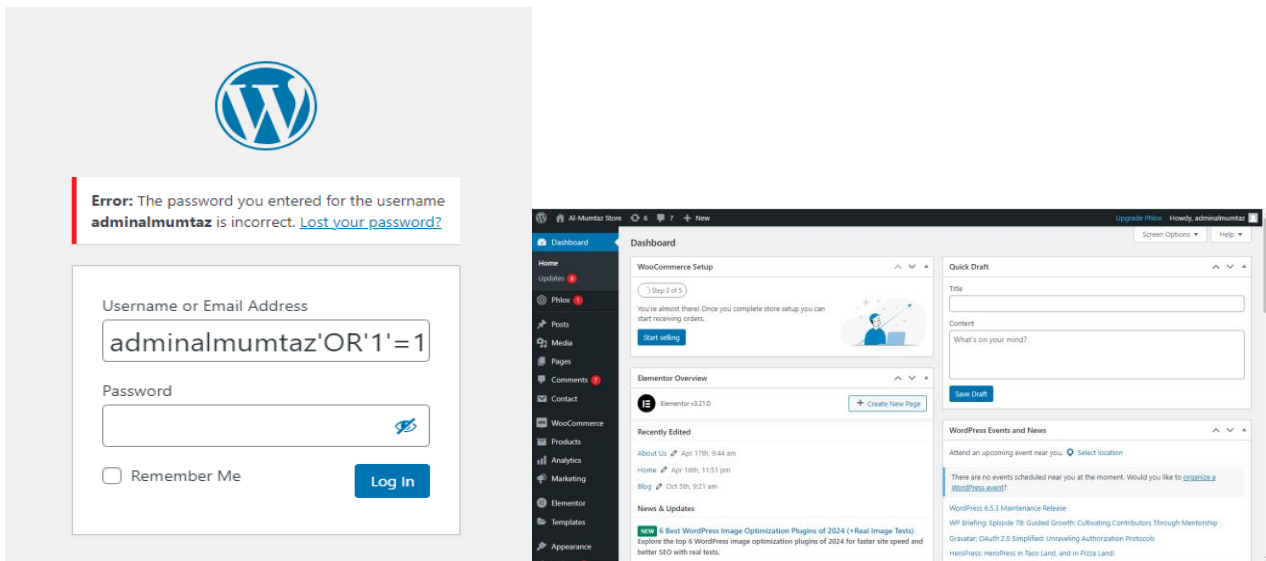 Error: The password you entered for the username
adminalmumtaz is incorrect. Lost your password?
Username or Email Address
adminalmumtaz'OR'1'=1
Password
Remember Me
Log In
Al-Mumtaz Store 6 7 + New
Upgrade Phlox Howdy, adminalmumtaz
Screen Options Help
Dashboard
Home
Updates 6
Phlox 1
Posts
Media
Pages
Comments 7
Contact
WooCommerce
Products
Analytics
Marketing
Elementor
Templates
Appearance
Dashboard
WooCommerce Setup
Step 3 of 5
You're almost there! Once you complete store setup you can
start receiving orders.
Start selling
Elementor Overview
Elementor v3.21.0
+ Create New Page
Recently Edited
About Us Apr 17th, 9:44 am
Home Apr 16th, 11:51 pm
Blog Oct 5th, 9:21 am
News & Updates
NEW 6 Best WordPress Image Optimization Plugins of 2024 (+Real Image Tests)
Explore the top 6 WordPress image optimization plugins of 2024 for faster site speed and
better SEO with real tests.
Quick Draft
Title
Content
What's on your mind?
Save Draft
WordPress Events and News
Attend an upcoming event near you. Select location
There are no events scheduled near you at the moment. Would you like to organize a
WordPress event?
WordPress 6.5.3 Maintenance Release
WP Briefing: Episode 78: Guided Growth: Cultivating Contributors Through Mentorship
Gravatar: OAuth 2.0 Simplified: Unraveling Authorization Protocols
HeroPress: HeroPress in Taco Land, and in Pizza Land!